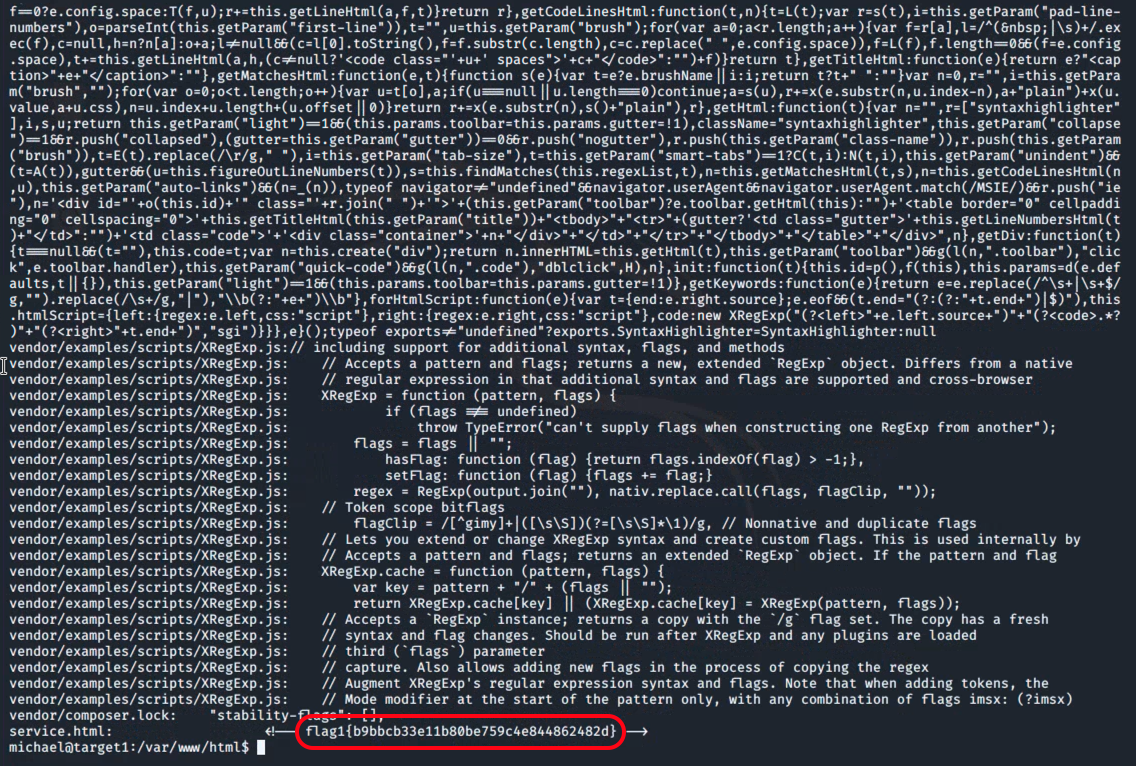 f==0?e.config.space:T(f,u);r+=this.getLineHtml(a,f,t)}return r},getCodeLinesHtml:function(t,n){t=L(t);var r=s(t),i=this.getParam("pad-line-
numbers"),o=parseInt(this.getParam("first-line")),t="",u=this.getParam("brush");for(var a=0;a<r.length;a++){var f=r[a],l=/^(&nbsp;|\s)+/.ex
ec(f),c=null,h=n?n[a]:o+a;l!=null&&(c=l[0].toString(),f=f.substr(c.length),c=c.replace(" ",e.config.space)),f=L(f),f.length==0&&(f=e.config
.space),t+=this.getLineHtml(a,h,(c!=null?'<code class="'+u+' spaces">'+c+"</code>":"")+f)}return t},getTitleHtml:function(e){return e?"<cap
tion>"+e+"</caption>":""},getMatchesHtml:function(e,t){function s(e){var t=e?e.brushName||i:i;return t?t+" ":""}var n=0,r="",i=this.getPara
m("brush","");for(var o=0;o<t.length;o++){var u=t[o],a;if(u===null||u.length===0)continue;a=s(u),r+=x(e.substr(n,u.index-n),a+"plain")+x(u.
value,a+u.css),n=u.index+u.length+(u.offset||0)}return r+=x(e.substr(n),s()+"plain"),r},getHtml:function(t){var n="",r=["syntaxhighlighter"
],i,s,u;return this.getParam("light")==1&&(this.params.toolbar=this.params.gutter=!1),className="syntaxhighlighter",this.getParam("collapse
")==1&&r.push("collapsed"),(gutter=this.getParam("gutter"))==0&&r.push("nogutter"),r.push(this.getParam("class-name")),r.push(this.getParam
("brush")),t=E(t).replace(/\r/g," "),i=this.getParam("tab-size"),t=this.getParam("smart-tabs")==1?C(t,i):N(t,i),this.getParam("unindent")&&
(t=A(t)),gutter&&(u=this.figureOutLineNumbers(t)),s=this.findMatches(this.regexList,t),n=this.getMatchesHtml(t,s),n=this.getCodeLinesHtml(n
,u),this.getParam("auto-links")&&(n=_(n)),typeof navigator!="undefined"&&navigator.userAgent&&navigator.userAgent.match(/MSIE/)&&r.push("ie
"),n='<div id="'+o(this.id)+'" class="'+r.join(" ")+'">'+(this.getParam("toolbar")?e.toolbar.getHtml(this):"")+'<table border="0" cellpaddi
ng="0" cellspacing="0">'+this.getTitleHtml(this.getParam("title"))+"<tbody>"+"<tr>"+(gutter?'<td class="gutter">'+this.getLineNumbersHtml(t
)+"</td>":"")+'<td class="code">'+'<div class="container">'+n+"</div>"+"</td>"+"</tr>"+"</tbody>"+"</table>"+"</div>",n},getDiv:function(t)
{t===null&&(t=""),this.code=t;var n=this.create("div");return n.innerHTML=this.getHtml(t),this.getParam("toolbar")&&g(l(n,".toolbar"),"clic
k",e.toolbar.handler),this.getParam("quick-code")&&g(l(n,".code"),"dblclick",H),n},init:function(t){this.id=p(),f(this),this.params=d(e.def
aults,t||{}),this.getParam("light")==1&&(this.params.toolbar=this.params.gutter=!1)},getKeywords:function(e){return e=e.replace(/^\s+|\s+$/
g,"").replace(/\s+/g,"|"),"\\b(?:"+e+")\\b"},forHtmlScript:function(e){var t={end:e.right.source};e.eof&&(t.end="(?:(?:"+t.end+")|$)"),this
.htmlScript={left:{regex:e.left,css:"script"},right:{regex:e.right,css:"script"},code:new XRegExp("(?<left>"+e.left.source+")"+"(?<code>.*?
)"+"(?<right>"+t.end+")","sgi")}}},e}();typeof exports!="undefined"?exports.SyntaxHighlighter=SyntaxHighlighter:null
vendor/examples/scripts/XRegExp.js:// including support for additional syntax, flags, and methods
vendor/examples/scripts/XRegExp.js:    // Accepts a pattern and flags; returns a new, extended `RegExp` object. Differs from a native
vendor/examples/scripts/XRegExp.js:    // regular expression in that additional syntax and flags are supported and cross-browser
vendor/examples/scripts/XRegExp.js:    XRegExp = function (pattern, flags) {
vendor/examples/scripts/XRegExp.js:            if (flags !== undefined)
vendor/examples/scripts/XRegExp.js:                throw TypeError("can't supply flags when constructing one RegExp from another");
vendor/examples/scripts/XRegExp.js:        flags = flags || "";
vendor/examples/scripts/XRegExp.js:            hasFlag: function (flag) {return flags.indexOf(flag) > -1;},
vendor/examples/scripts/XRegExp.js:            setFlag: function (flag) {flags += flag;}
vendor/examples/scripts/XRegExp.js:        regex = RegExp(output.join(""), nativ.replace.call(flags, flagClip, ""));
vendor/examples/scripts/XRegExp.js:    // Token scope bitflags
vendor/examples/scripts/XRegExp.js:        flagClip = /[^gimy]+|([\s\S])(?=[\s\S]*\1)/g, // Nonnative and duplicate flags
vendor/examples/scripts/XRegExp.js:    // Lets you extend or change XRegExp syntax and create custom flags. This is used internally by
vendor/examples/scripts/XRegExp.js:    // Accepts a pattern and flags; returns an extended `RegExp` object. If the pattern and flag
vendor/examples/scripts/XRegExp.js:    XRegExp.cache = function (pattern, flags) {
vendor/examples/scripts/XRegExp.js:        var key = pattern + "/" + (flags || "");
vendor/examples/scripts/XRegExp.js:        return XRegExp.cache[key] || (XRegExp.cache[key] = XRegExp(pattern, flags));
vendor/examples/scripts/XRegExp.js:    // Accepts a `RegExp` instance; returns a copy with the `/g` flag set. The copy has a fresh
vendor/examples/scripts/XRegExp.js:    // syntax and flag changes. Should be run after XRegExp and any plugins are loaded
vendor/examples/scripts/XRegExp.js:    // third (`flags`) parameter
vendor/examples/scripts/XRegExp.js:    // capture. Also allows adding new flags in the process of copying the regex
vendor/examples/scripts/XRegExp.js:    // Augment XRegExp's regular expression syntax and flags. Note that when adding tokens, the
vendor/examples/scripts/XRegExp.js:    // Mode modifier at the start of the pattern only, with any combination of flags imsx: (?imsx)
vendor/composer.lock:    "stability-flags": [],
service.html:                   <!-- flag1{b9bbcb33e11b80be759c4e844862482d} -->
michael@target1:/var/www/html$